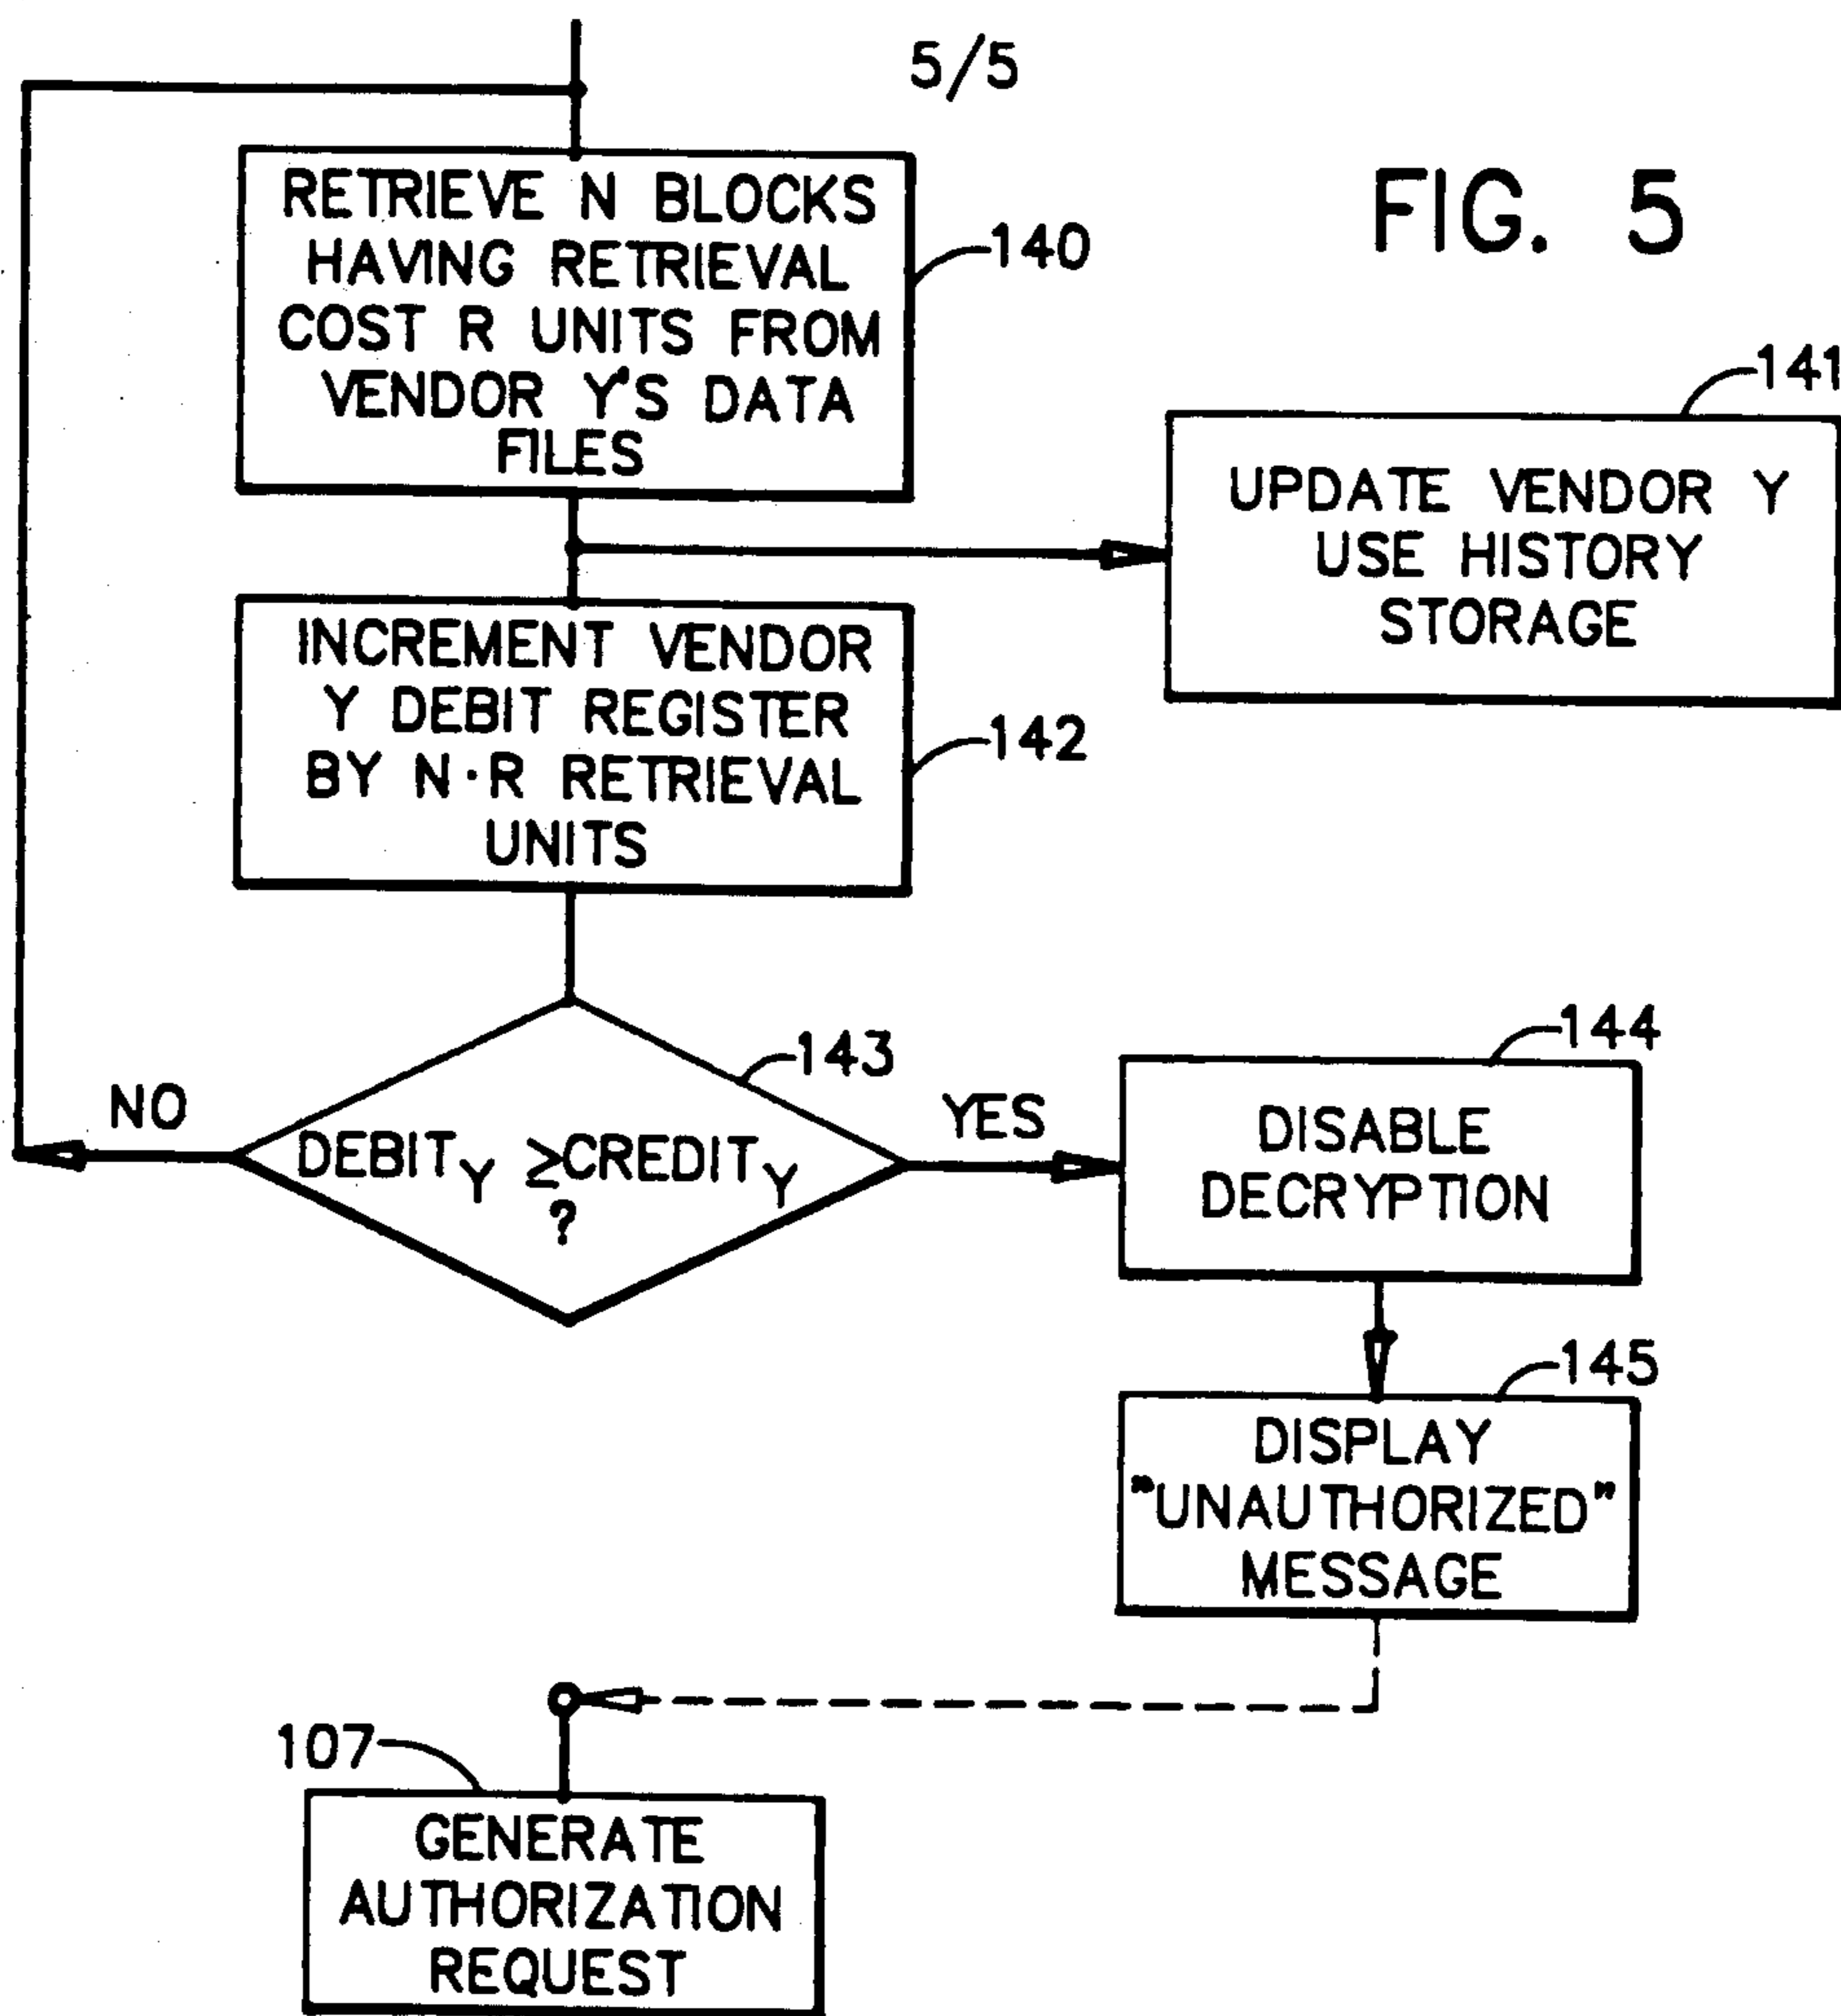 5/5
FIG. 5
RETRIEVE N BLOCKS
HAVING RETRIEVAL
COST R UNITS FROM
VENDOR Y'S DATA
FILES
140
141
UPDATE VENDOR Y
USE HISTORY
STORAGE
INCREMENT VENDOR
Y DEBIT REGISTER
BY N·R RETRIEVAL
UNITS
142
143
NO
DEBIT Y ≥CREDIT Y
?
YES
144
DISABLE
DECRYPTION
145
DISPLAY
"UNAUTHORIZED"
MESSAGE
107
GENERATE
AUTHORIZATION
REQUEST